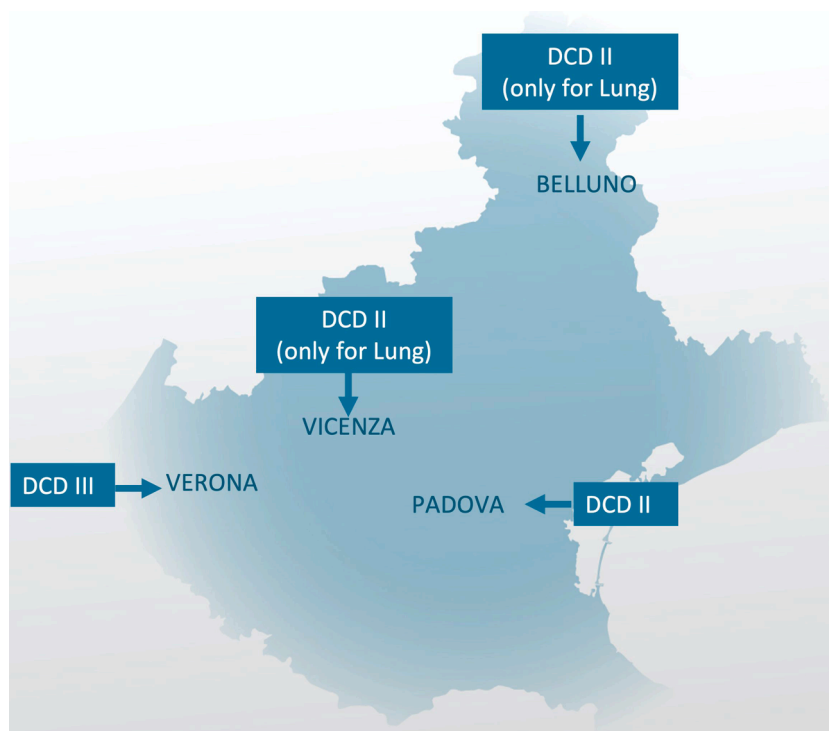 DCD II
(only for Lung)
BELLUNO
DCD II
(only for Lung)
VICENZA
DCD III
VERONA
PADOVA
DCD II